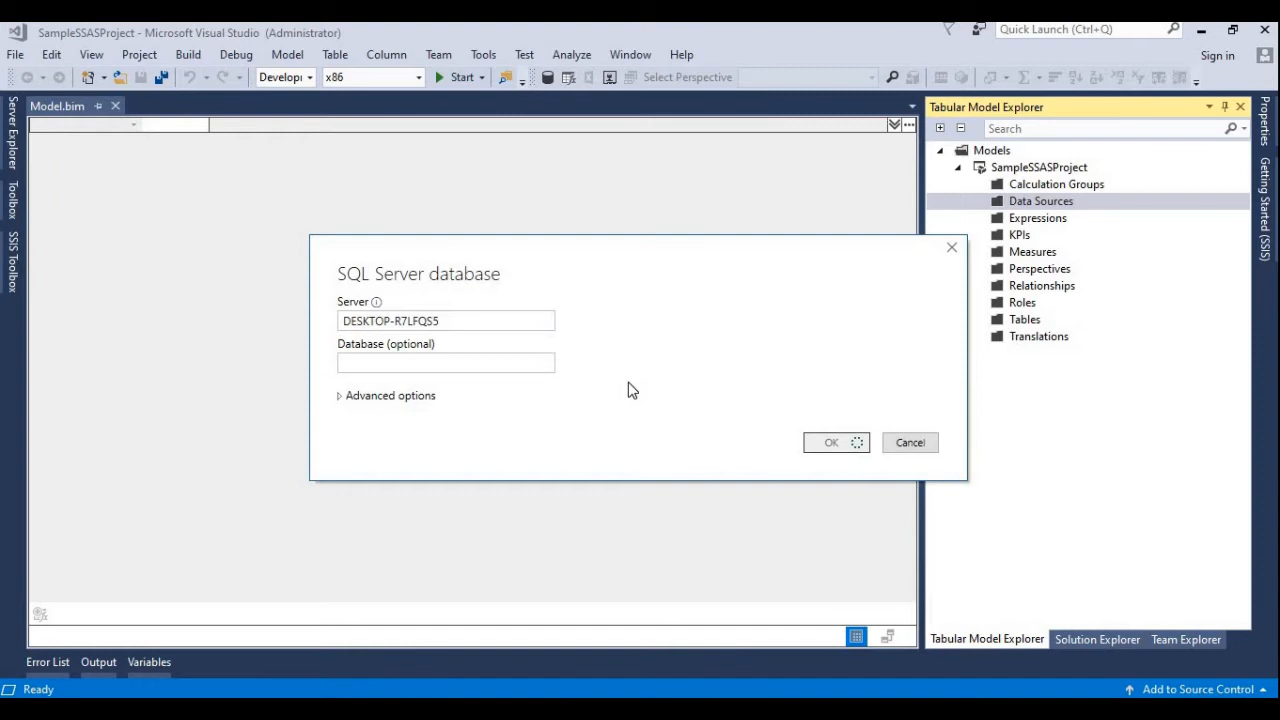 SampleSSASProject - Microsoft Visual Studio (Administrator)
Quick Launch (Ctrl+Q)
File Edit View Project Build Debug Model Table Column Team Tools Test Analyze Window Help
Sign in
Develop x86 Start Select Perspective
Model.bim
Server Explorer
Toolbox
SSIS Toolbox
SQL Server database
Server
DESKTOP-R7LFQS5
Database (optional)
Advanced options
OK Cancel
Tabular Model Explorer
Search
Models
SampleSSASProject
Calculation Groups
Data Sources
Expressions
KPIs
Measures
Perspectives
Relationships
Roles
Tables
Translations
Tabular Model Explorer Solution Explorer Team Explorer
Properties
Getting Started (SSIS)
Error List Output Variables
Ready
Add to Source Control